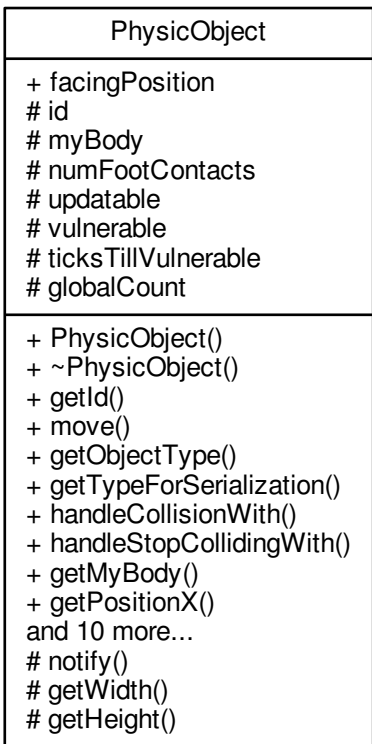 PhysicObject
+ facingPosition
# id
# myBody
# numFootContacts
# updatable
# vulnerable
# ticksTillVulnerable
# globalCount
+ PhysicObject()
+ ~PhysicObject()
+ getId()
+ move()
+ getObjectType()
+ getTypeForSerialization()
+ handleCollisionWith()
+ handleStopCollidingWith()
+ getMyBody()
+ getPositionX()
and 10 more...
# notify()
# getWidth()
# getHeight()